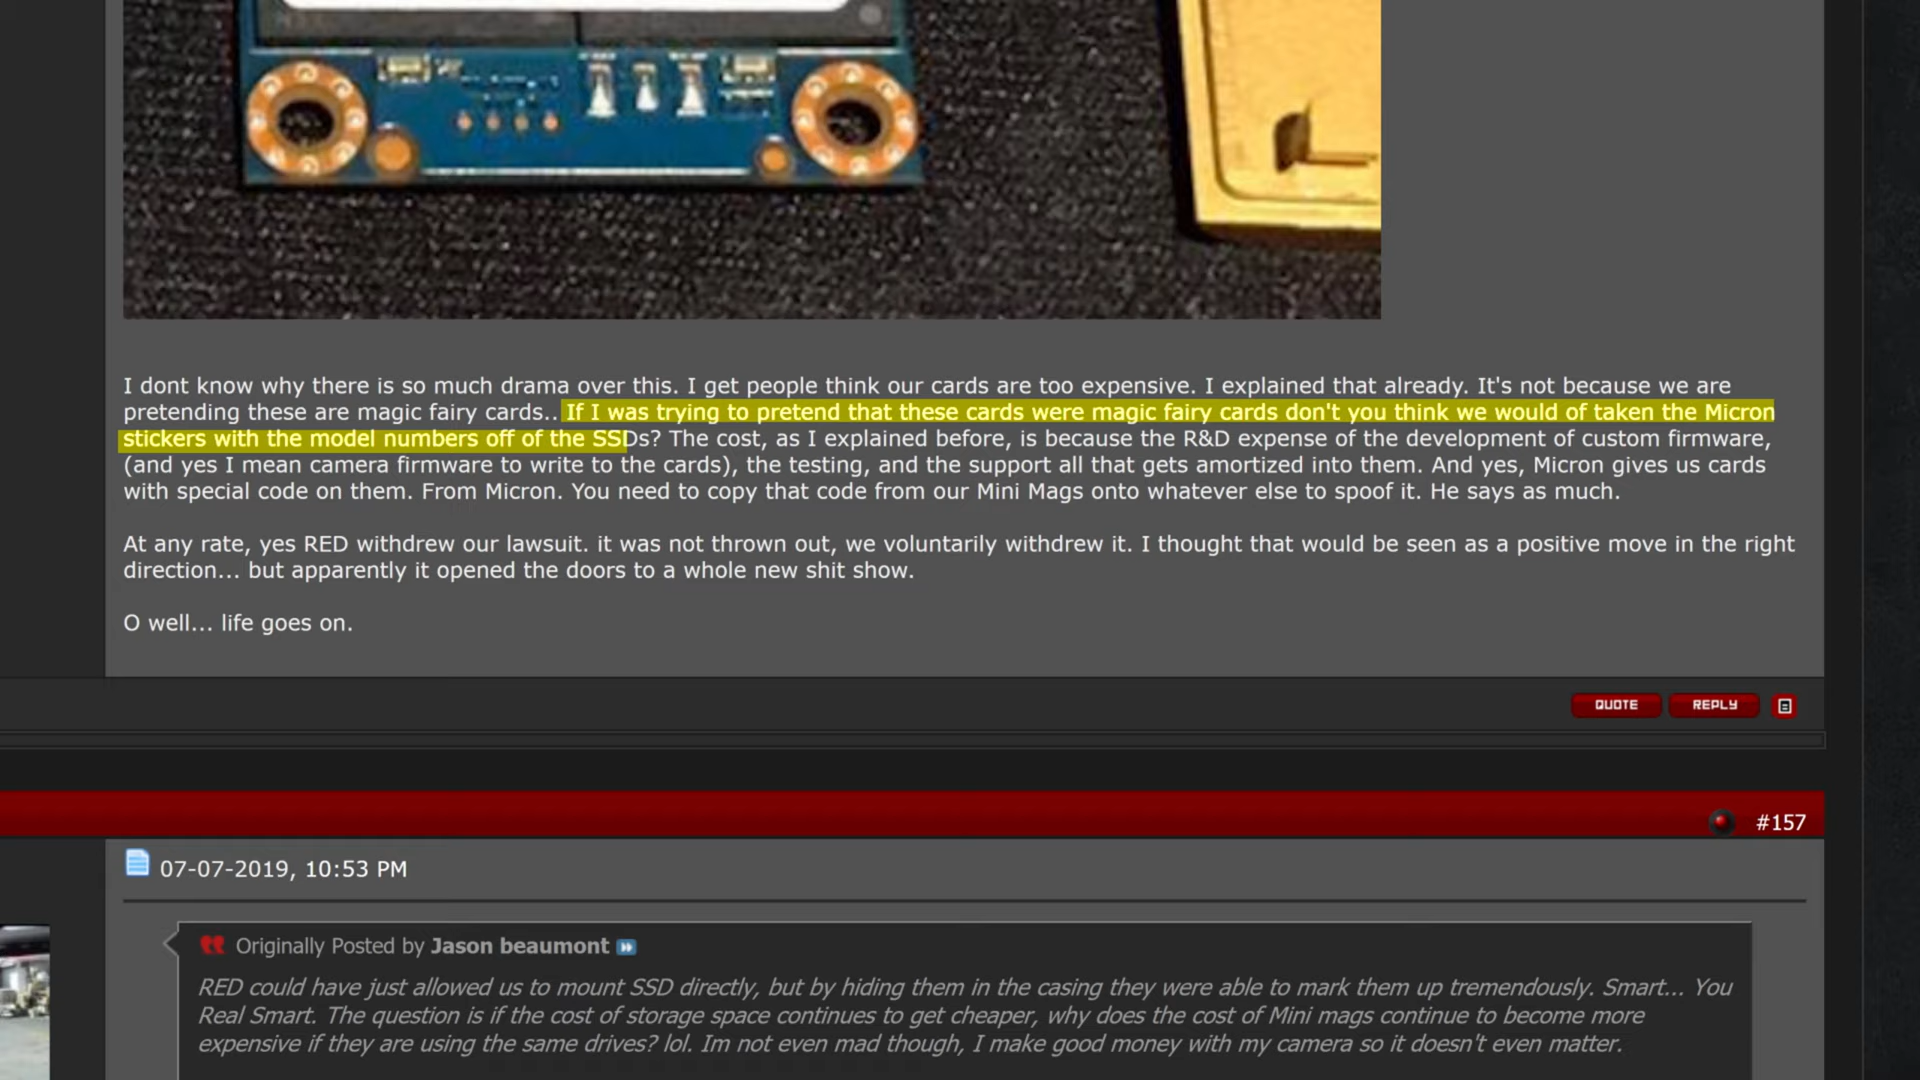 I dont know why there is so much drama over this. I get people think our cards are too expensive. I explained that already. It's not because we are
pretending these are magic fairy cards.. If I was trying to pretend that these cards were magic fairy cards don't you think we would of taken the Micron
stickers with the model numbers off of the SSDs? The cost, as I explained before, is because the R&D expense of the development of custom firmware,
(and yes I mean camera firmware to write to the cards), the testing, and the support all that gets amortized into them. And yes, Micron gives us cards
with special code on them. From Micron. You need to copy that code from our Mini Mags onto whatever else to spoof it. He says as much.
At any rate, yes RED withdrew our lawsuit. it was not thrown out, we voluntarily withdrew it. I thought that would be seen as a positive move in the right
direction... but apparently it opened the doors to a whole new shit show.
O well... life goes on.
QUOTE REPLY
#157
07-07-2019, 10:53 PM
Originally Posted by Jason beaumont
RED could have just allowed us to mount SSD directly, but by hiding them in the casing they were able to mark them up tremendously. Smart... You
Real Smart. The question is if the cost of storage space continues to get cheaper, why does the cost of Mini mags continue to become more
expensive if they are using the same drives? lol. Im not even mad though, I make good money with my camera so it doesn't even matter.